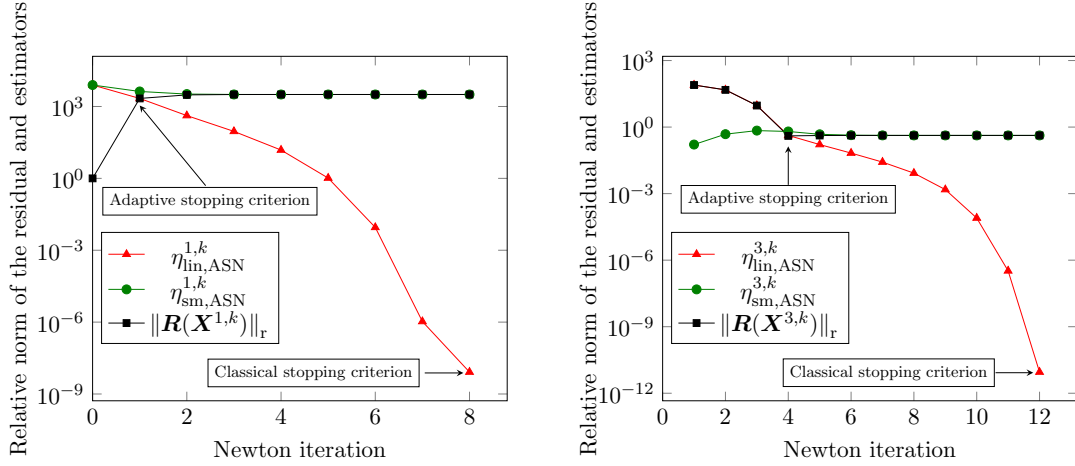 Relative norm of the residual and estimators
10^3
10^0
10^{-3}
10^{-6}
10^{-9}
0 2 4 6 8
Newton iteration
Adaptive stopping criterion
η^{1,k}_{lin,ASN}
η^{1,k}_{sm,ASN}
‖R(X^{1,k})‖_r
Classical stopping criterion
Relative norm of the residual and estimators
10^3
10^0
10^{-3}
10^{-6}
10^{-9}
10^{-12}
0 2 4 6 8 10 12
Newton iteration
Adaptive stopping criterion
η^{3,k}_{lin,ASN}
η^{3,k}_{sm,ASN}
‖R(X^{3,k})‖_r
Classical stopping criterion